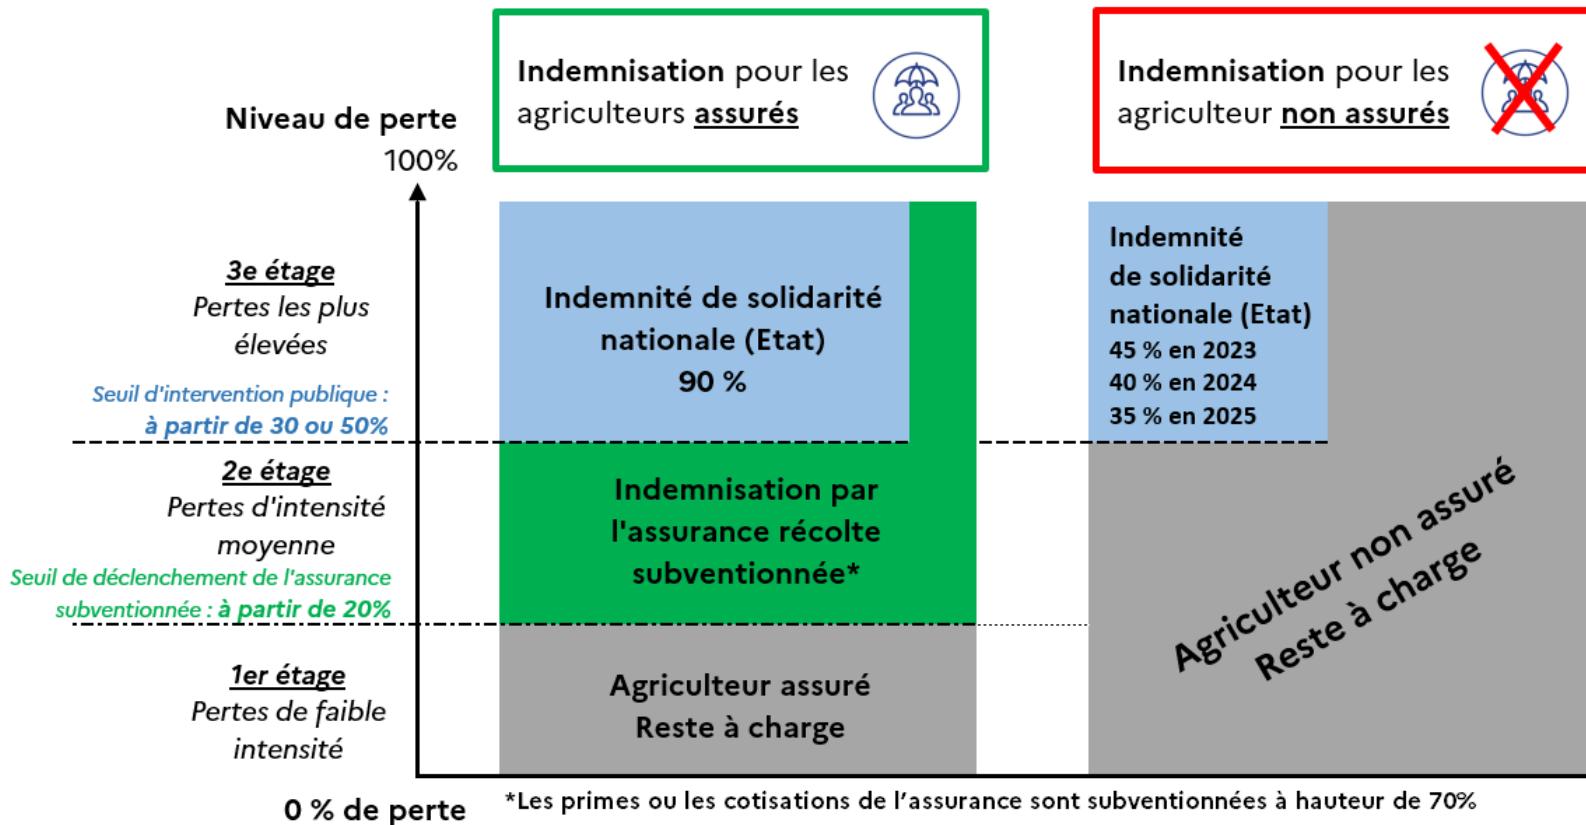 Indemnisation pour les
agriculteurs assurés
Indemnisation pour les
agriculteur non assurés
Niveau de perte
100%
3e étage
Pertes les plus
élevées
Seuil d'intervention publique :
à partir de 30 ou 50%
2e étage
Pertes d'intensité
moyenne
Seuil de déclenchement de l'assurance
subventionnée : à partir de 20%
1er étage
Pertes de faible
intensité
0 % de perte
Indemnité de solidarité
nationale (Etat)
90 %
Indemnisation par
l'assurance récolte
subventionnée*
Agriculteur assuré
Reste à charge
Indemnité
de solidarité
nationale (Etat)
45 % en 2023
40 % en 2024
35 % en 2025
Agriculteur non assuré
Reste à charge
*Les primes ou les cotisations de l’assurance sont subventionnées à hauteur de 70%